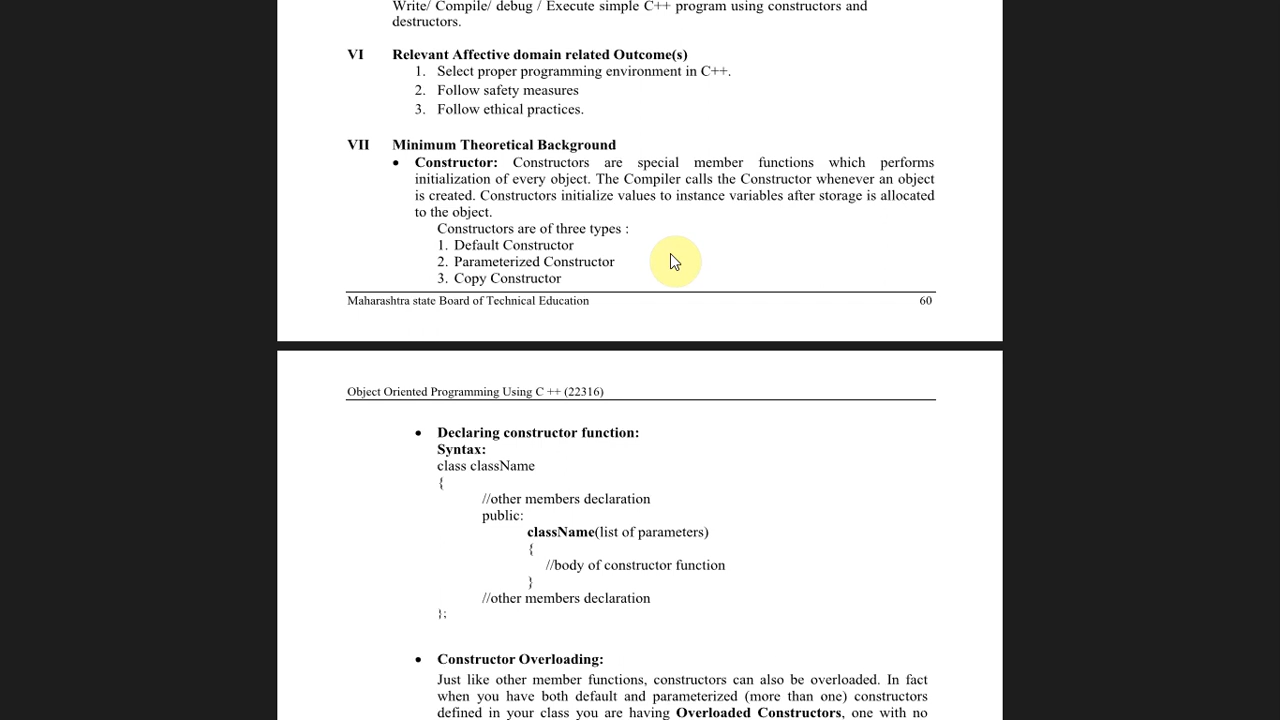 Write/ Compile/ debug / Execute simple C++ program using constructors and
destructors.
VI Relevant Affective domain related Outcome(s)
1. Select proper programming environment in C++.
2. Follow safety measures
3. Follow ethical practices.
VII Minimum Theoretical Background
• Constructor: Constructors are special member functions which performs
initialization of every object. The Compiler calls the Constructor whenever an object
is created. Constructors initialize values to instance variables after storage is allocated
to the object.
Constructors are of three types :
1. Default Constructor
2. Parameterized Constructor
3. Copy Constructor
Maharashtra state Board of Technical Education 60
Object Oriented Programming Using C ++ (22316)
• Declaring constructor function:
Syntax:
class className
{
//other members declaration
public:
className(list of parameters)
{
//body of constructor function
}
//other members declaration
};
• Constructor Overloading:
Just like other member functions, constructors can also be overloaded. In fact
when you have both default and parameterized (more than one) constructors
defined in your class you are having Overloaded Constructors, one with no